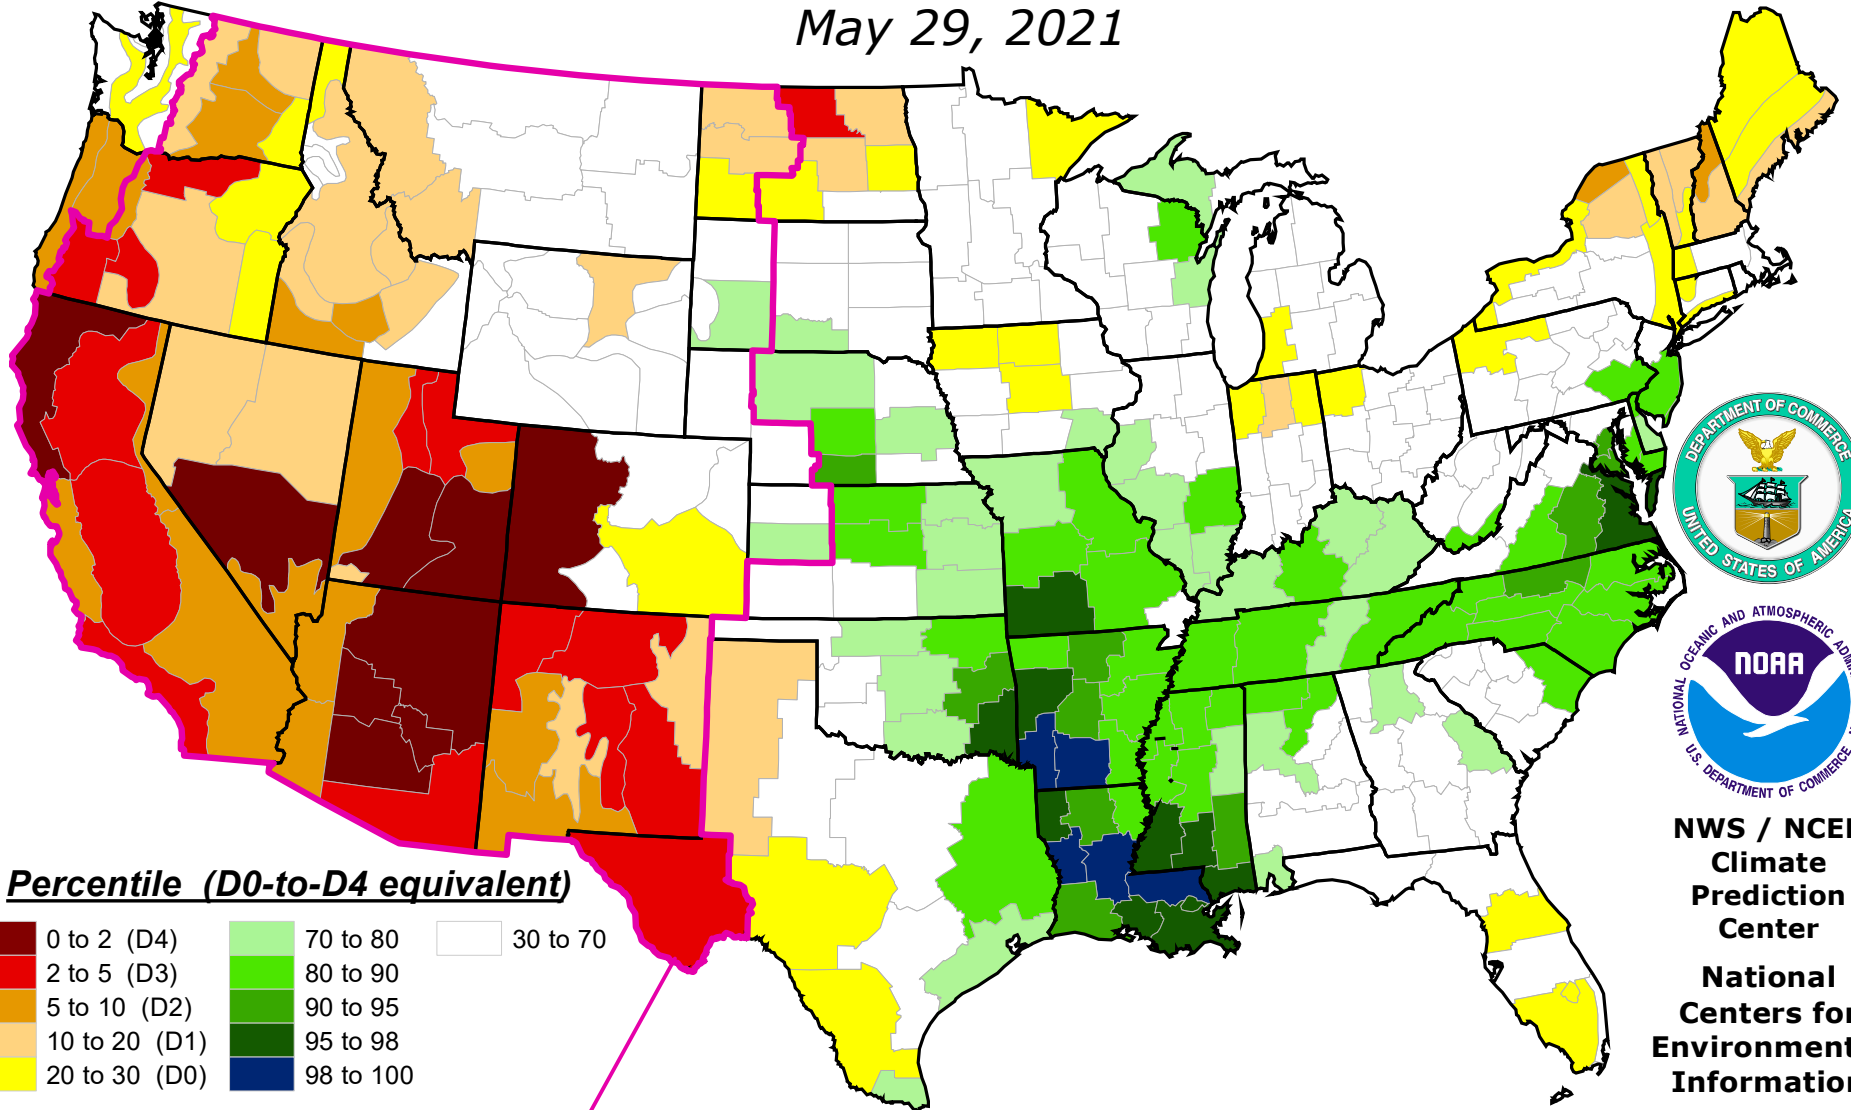 May 29, 2021
DEPARTMENT OF COMMERCE
UNITED STATES OF AMERICA
NATIONAL OCEANIC AND ATMOSPHERIC
NOAA
U.S. DEPARTMENT OF COMMERCE
NWS / NCEI
Climate
Prediction
Center
National
Centers for
Environment
Information
Percentile (D0-to-D4 equivalent)
0 to 2 (D4)
2 to 5 (D3)
5 to 10 (D2)
10 to 20 (D1)
20 to 30 (D0)
70 to 80
80 to 90
90 to 95
95 to 98
98 to 100
30 to 70